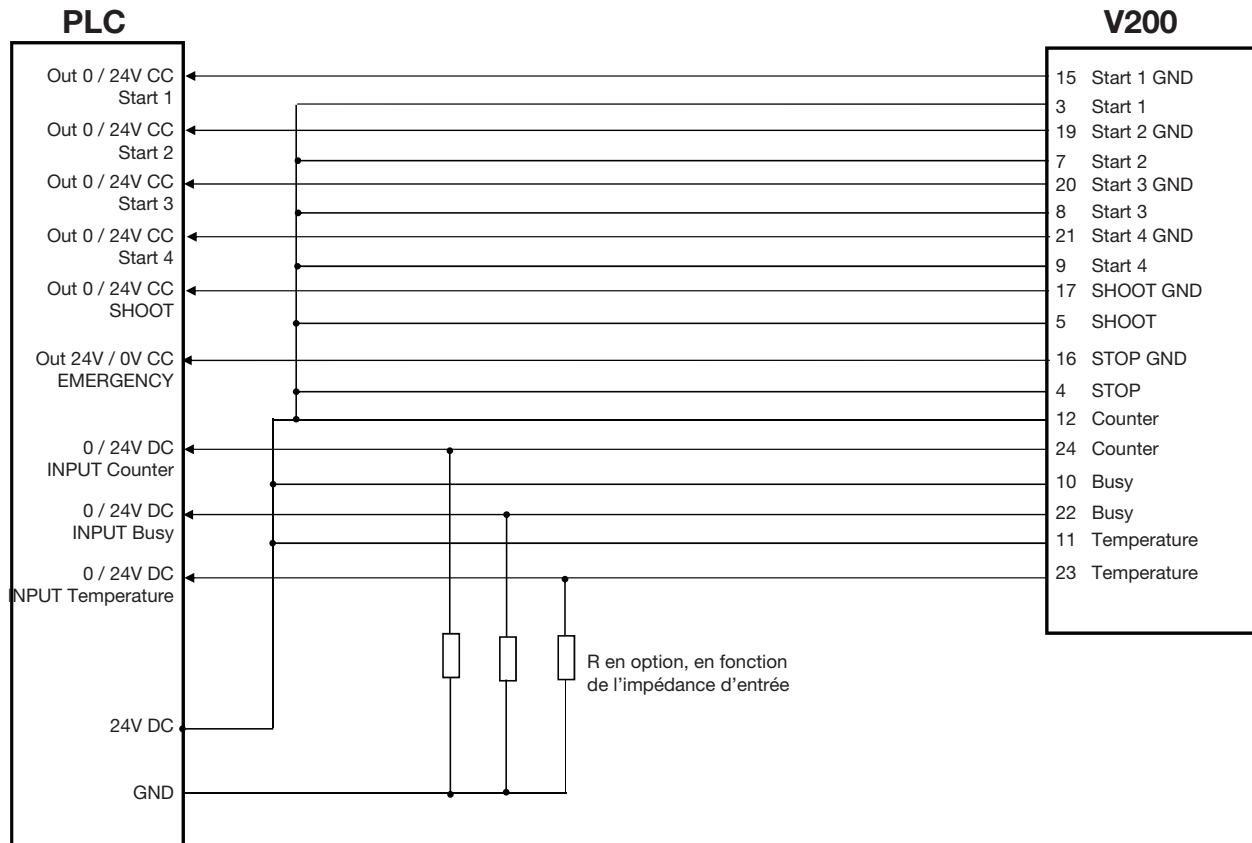 PLC
V200
Out 0 / 24V CC
Start 1
Out 0 / 24V CC
Start 2
Out 0 / 24V CC
Start 3
Out 0 / 24V CC
Start 4
Out 0 / 24V CC
SHOOT
Out 24V / 0V CC
EMERGENCY
0 / 24V DC
INPUT Counter
0 / 24V DC
INPUT Busy
0 / 24V DC
INPUT Temperature
24V DC
GND
R en option, en fonction
de l’impédance d’entrée
15 Start 1 GND
3 Start 1
19 Start 2 GND
7 Start 2
20 Start 3 GND
8 Start 3
21 Start 4 GND
9 Start 4
17 SHOOT GND
5 SHOOT
16 STOP GND
4 STOP
12 Counter
24 Counter
10 Busy
22 Busy
11 Temperature
23 Temperature